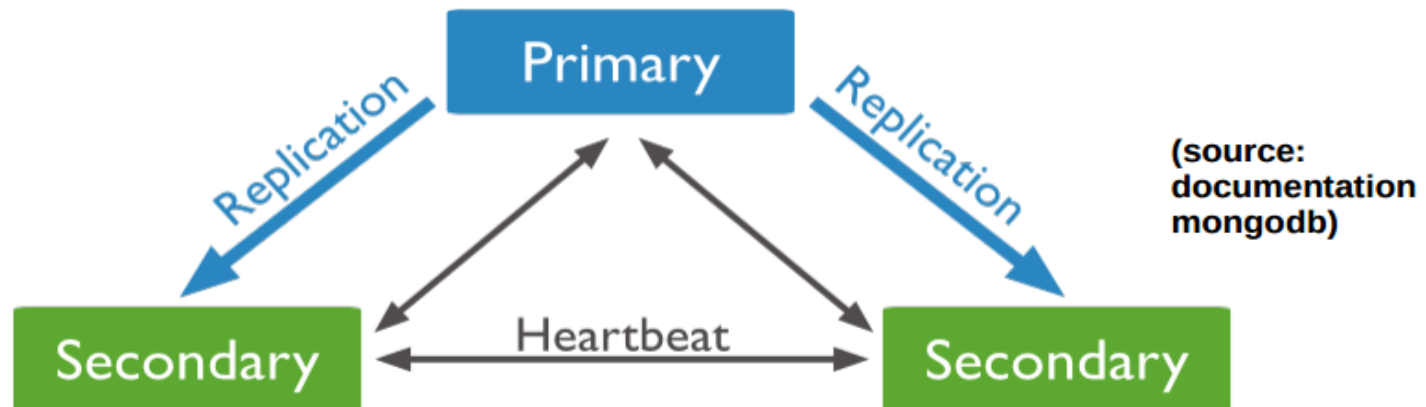 Primary
Replication
Replication
(source:
documentation
mongodb)
Secondary
Heartbeat
Secondary